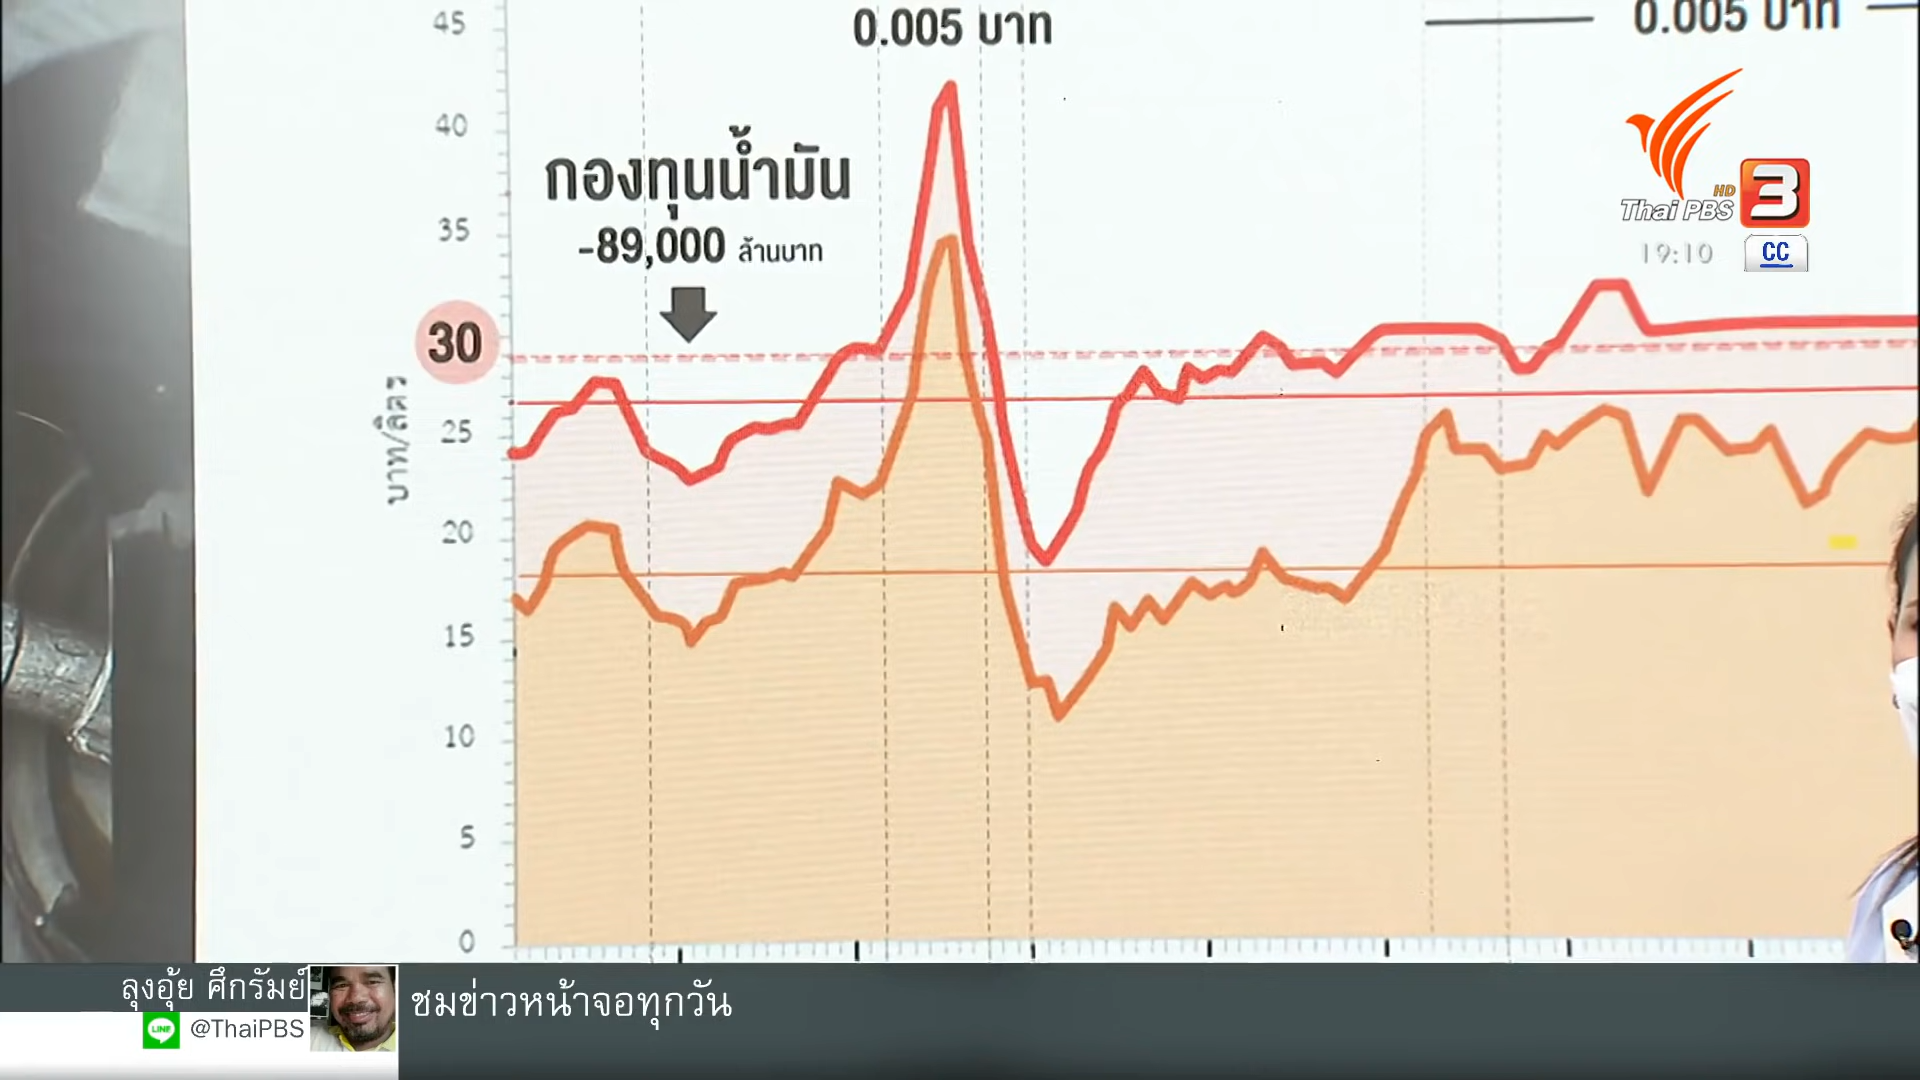 45
0.005 บาท
0.005 บาท
40
กองทุนน้ำมัน
-89,000 ล้านบาท
HD
Thai PBS 3
19:10 CC
35
30
บาท/ลิตร
25
20
15
10
5
0
ลุงอุ้ย ศึกรัมย์
LINE @ThaiPBS
ชมข่าวหน้าจอทุกวัน